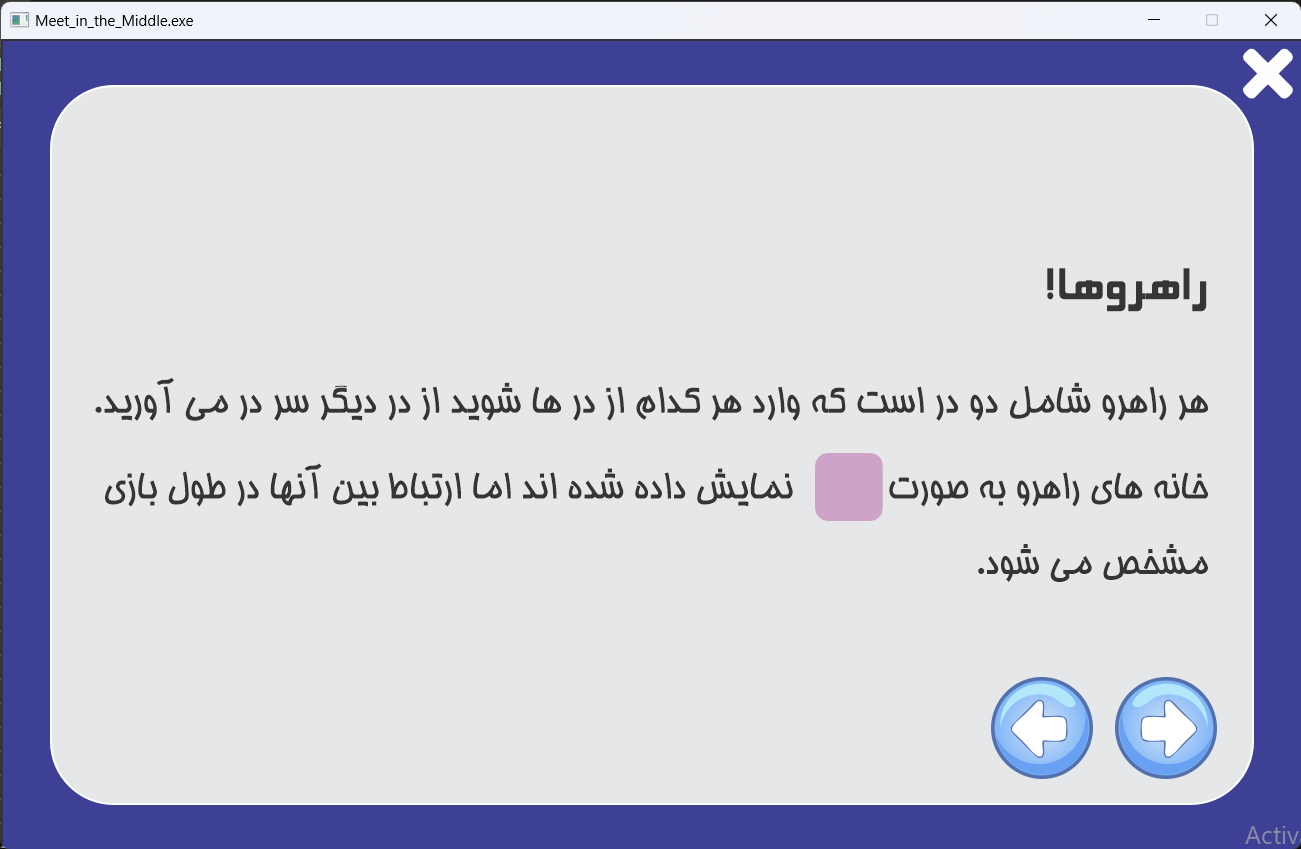 Meet_in_the_Middle.exe
راهروها!
هر راهرو شامل دو در است که وارد هر کدام از در ها شوید از در دیگر سر در می آورید.
خانه های راهرو به صورت نمایش داده شده اند اما ارتباط بین آنها در طول بازی
مشخص می شود.
Activ